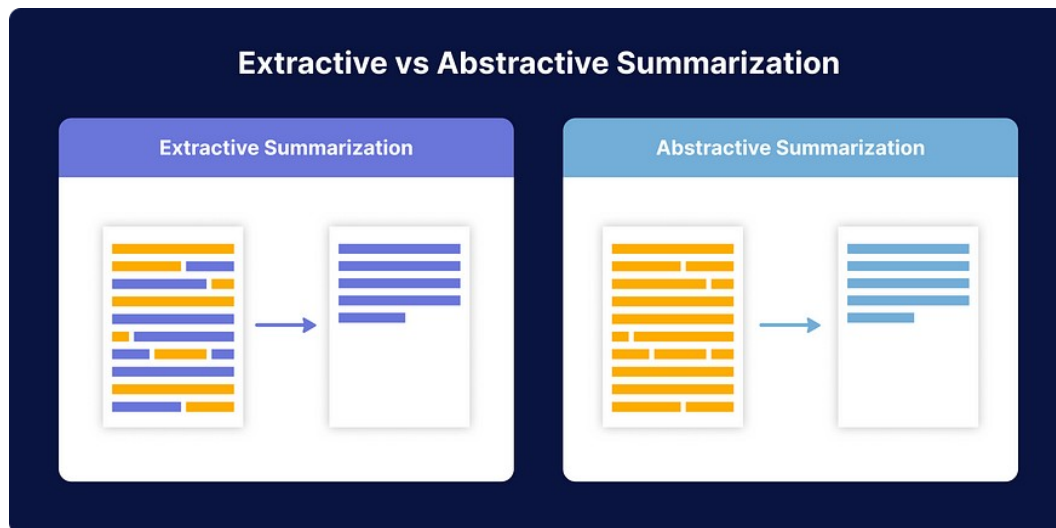 Extractive vs Abstractive Summarization
Extractive Summarization
Abstractive Summarization